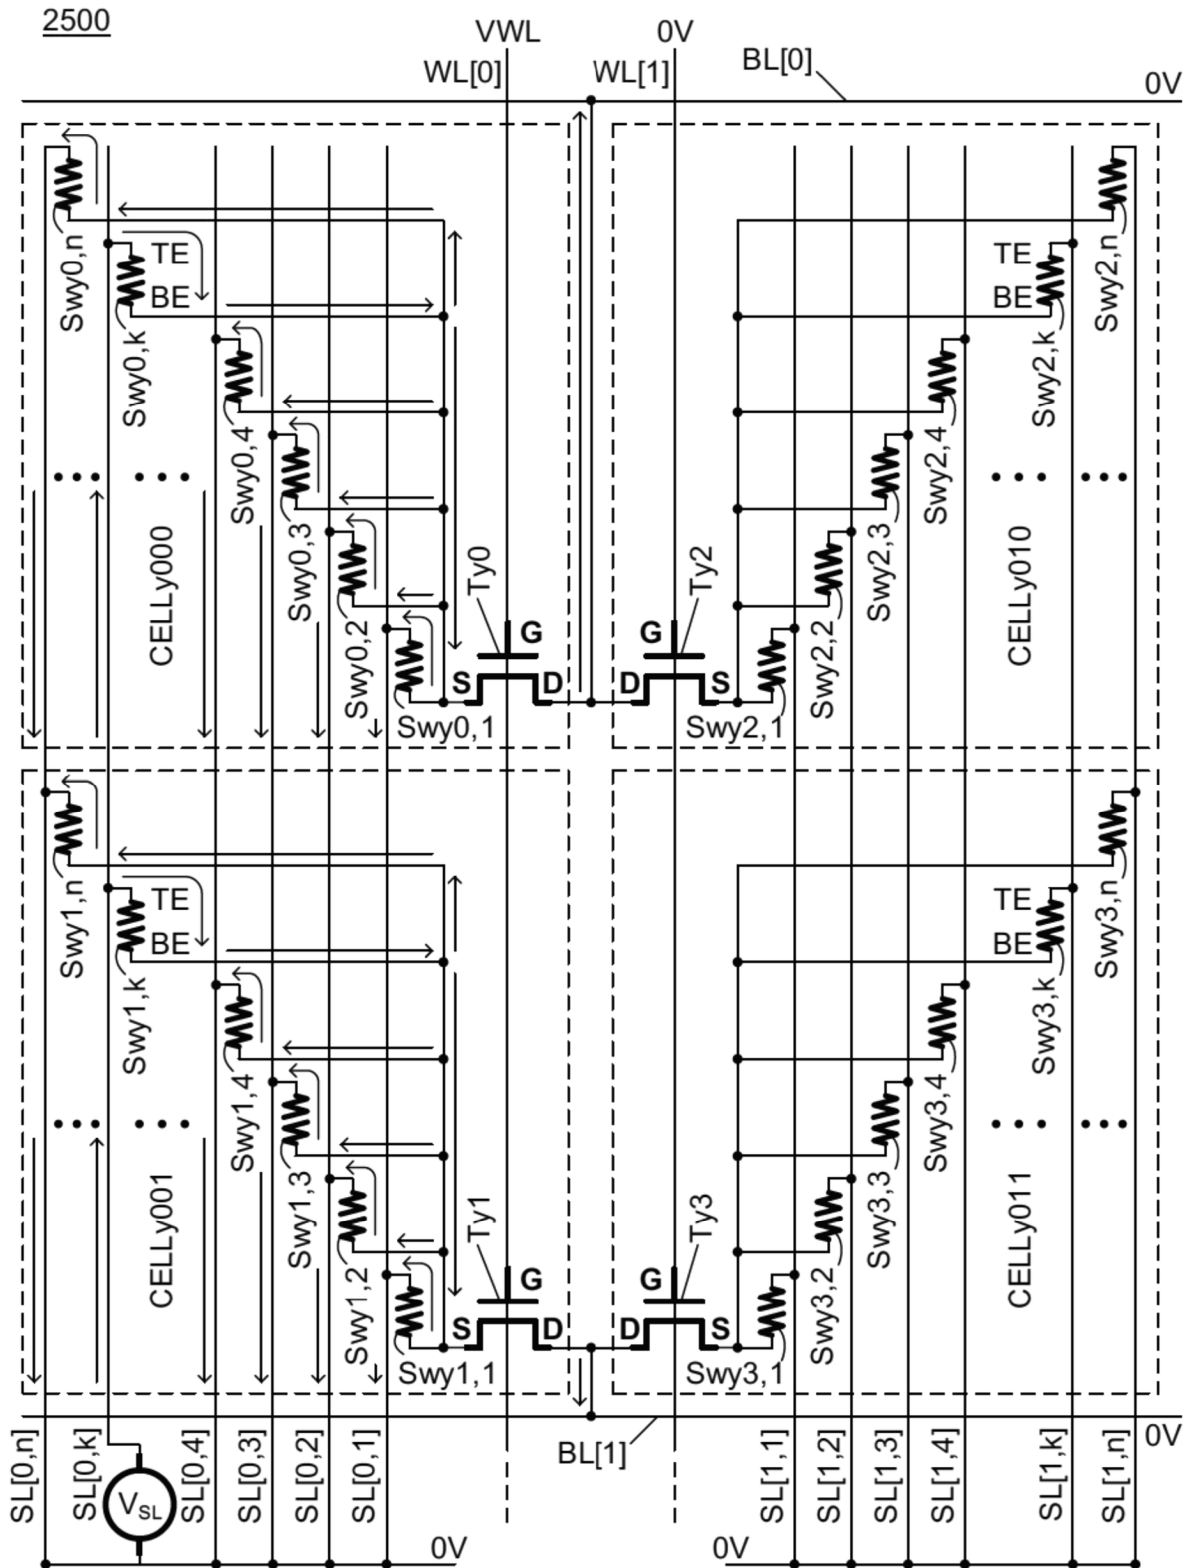 2500
VWL
0V
WL[0]
WL[1]
BL[0]
0V
Swy0,n
TE
BE
Swy0,k
Swy0,4
Swy0,3
Swy0,2
Swy0,1
CELLy000
Ty0
G
S
D
Ty2
G
D
S
Swy2,1
Swy2,2
Swy2,3
Swy2,4
TE
BE
Swy2,k
Swy2,n
CELLy010
Swy1,n
TE
BE
Swy1,k
Swy1,4
Swy1,3
Swy1,2
Swy1,1
CELLy001
Ty1
G
S
D
Ty3
G
D
S
Swy3,1
Swy3,2
Swy3,3
Swy3,4
TE
BE
Swy3,k
Swy3,n
CELLy011
BL[1]
0V
SL[0,n]
SL[0,k]
SL[0,4]
SL[0,3]
SL[0,2]
SL[0,1]
SL[1,1]
SL[1,2]
SL[1,3]
SL[1,4]
SL[1,k]
SL[1,n]
VSL
0V
0V